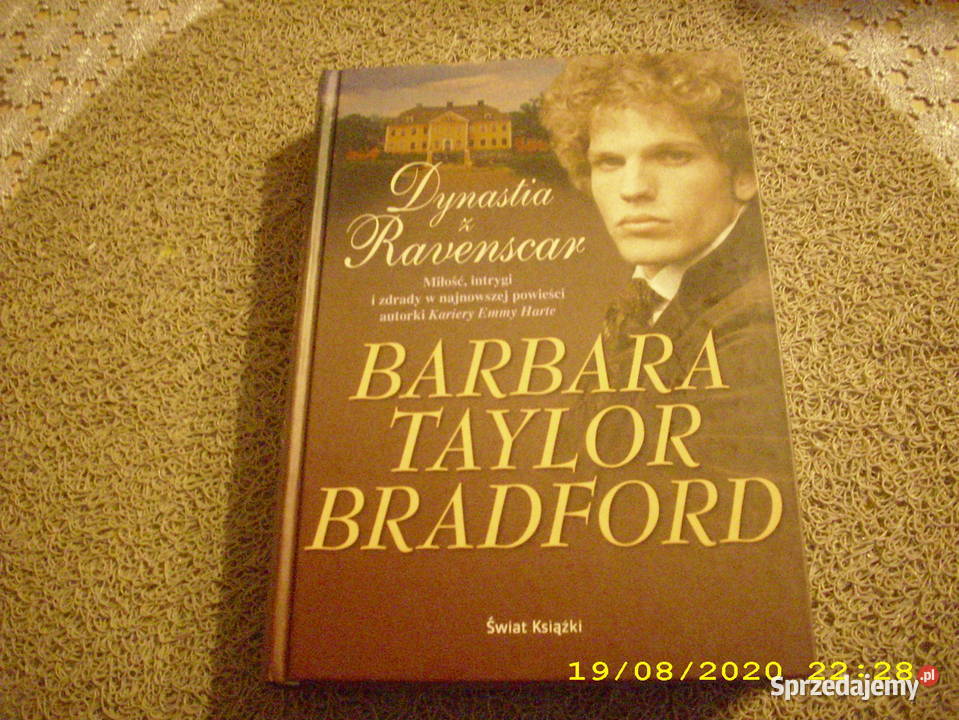 Dynastia
z
Ravenscar
Miłość, intrygi
i zdrady w najnowszej powieści
autorki Kariery Emmy Harte
BARBARA
TAYLOR
BRADFORD
Świat Książki
19/08/2020 22:28
Sprzedajemy.pl